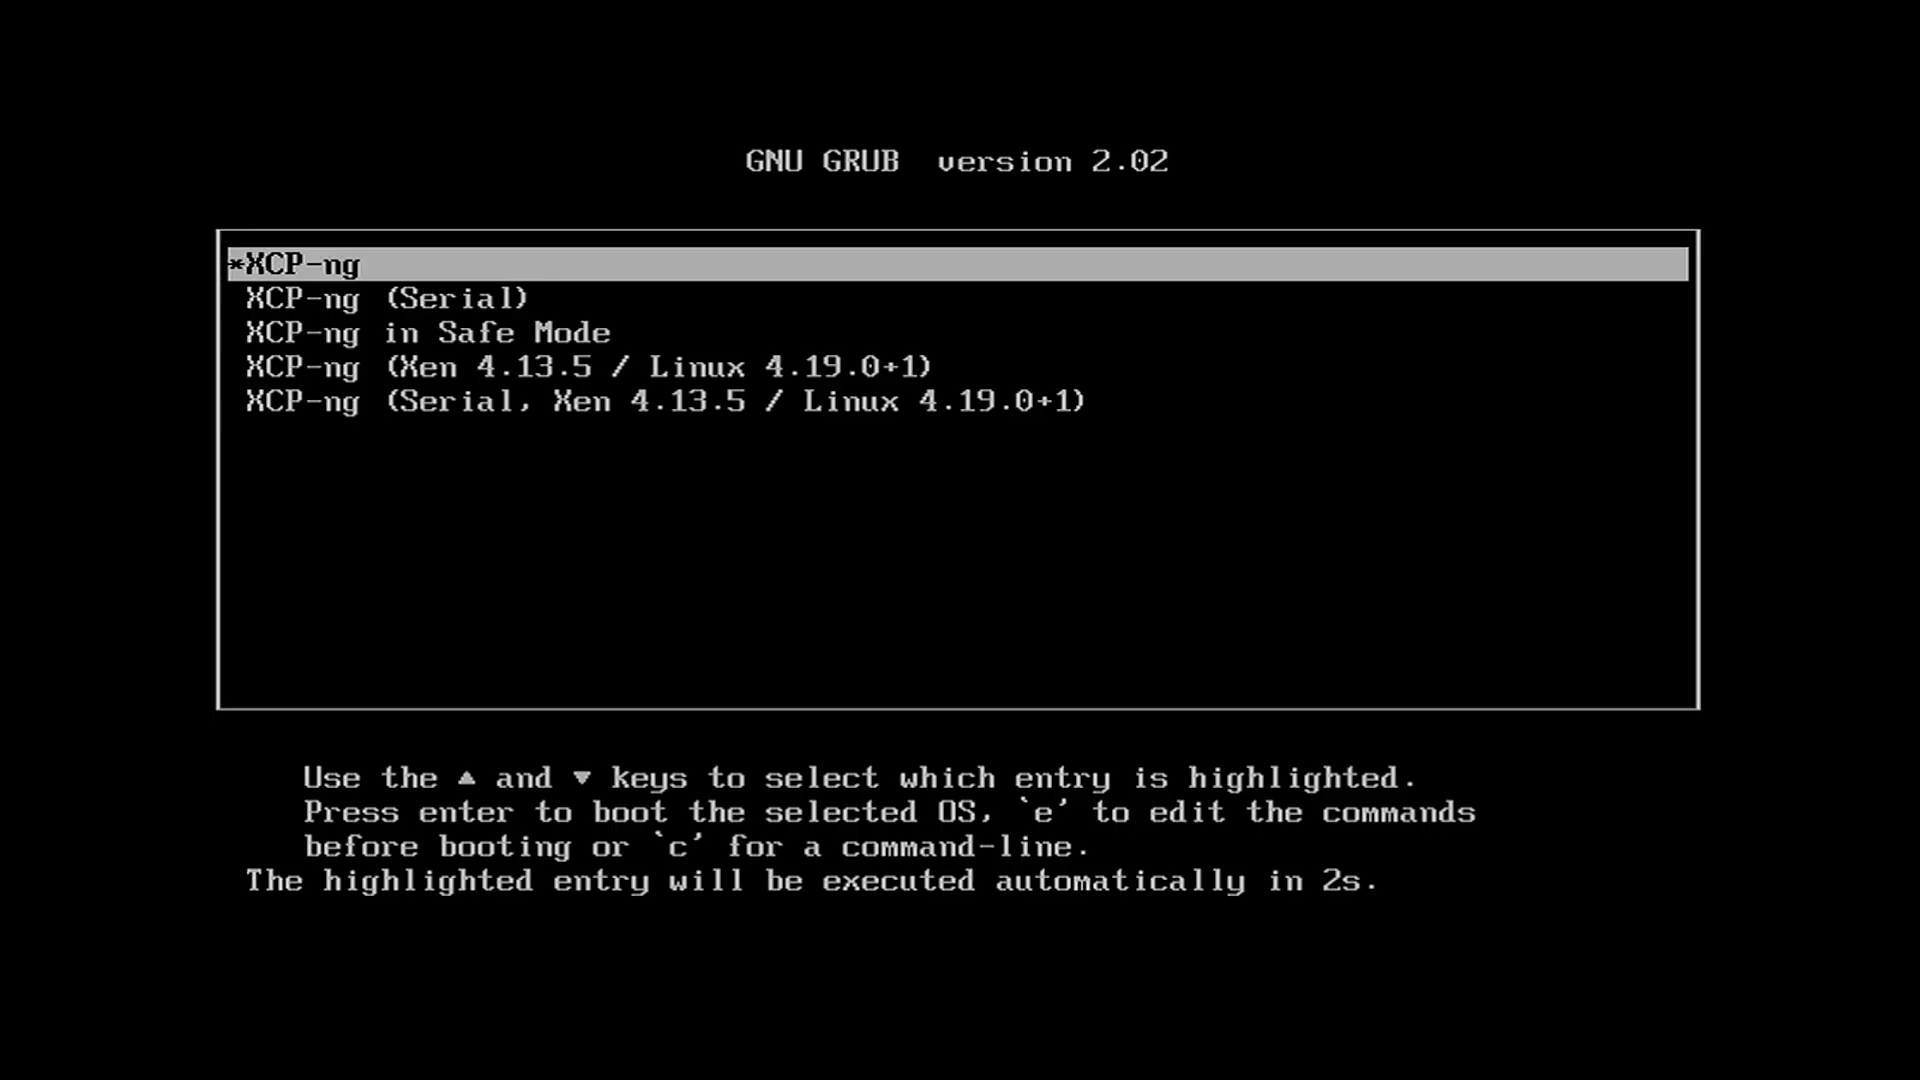 GNU GRUB  version 2.02
*XCP-ng
XCP-ng (Serial)
XCP-ng in Safe Mode
XCP-ng (Xen 4.13.5 / Linux 4.19.0+1)
XCP-ng (Serial, Xen 4.13.5 / Linux 4.19.0+1)
Use the ▲ and ▼ keys to select which entry is highlighted.
Press enter to boot the selected OS, `e' to edit the commands
before booting or `c' for a command-line.
The highlighted entry will be executed automatically in 2s.